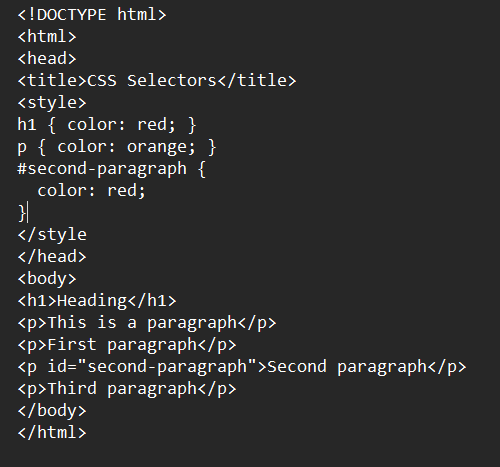 <!DOCTYPE html>
<html>
<head>
<title>CSS Selectors</title>
<style>
h1 { color: red; }
p { color: orange; }
#second-paragraph {
  color: red;
}
</style
</head>
<body>
<h1>Heading</h1>
<p>This is a paragraph</p>
<p>First paragraph</p>
<p id="second-paragraph">Second paragraph</p>
<p>Third paragraph</p>
</body>
</html>